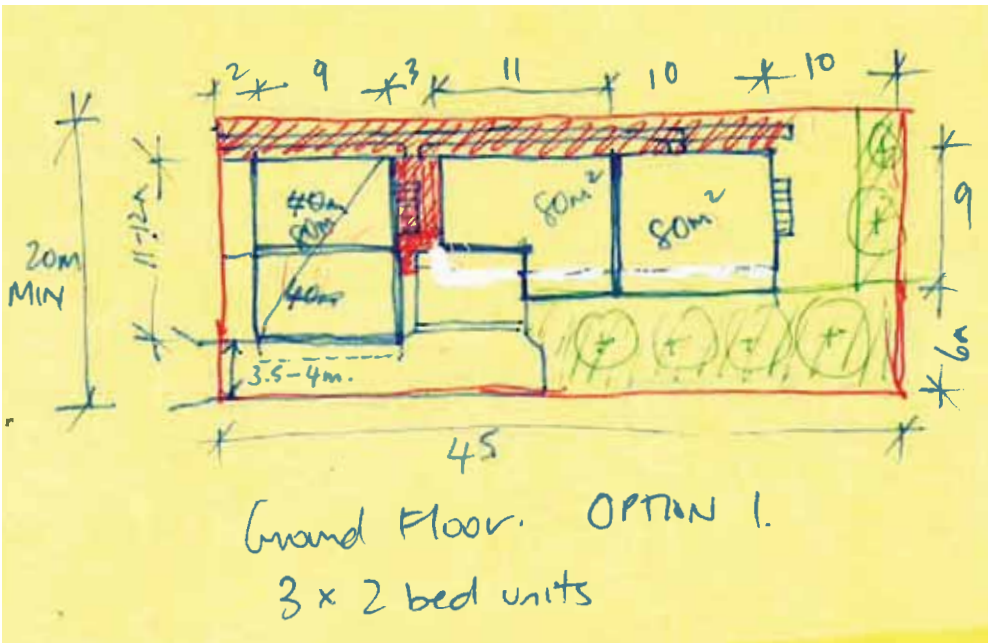 2 9 3 11 10 10
40m
80m
40m
80m²
80m²
11-12m
20m
MIN
9
6m
3.5-4m.
45
r
Ground Floor. OPTION 1.
3 x 2 bed units